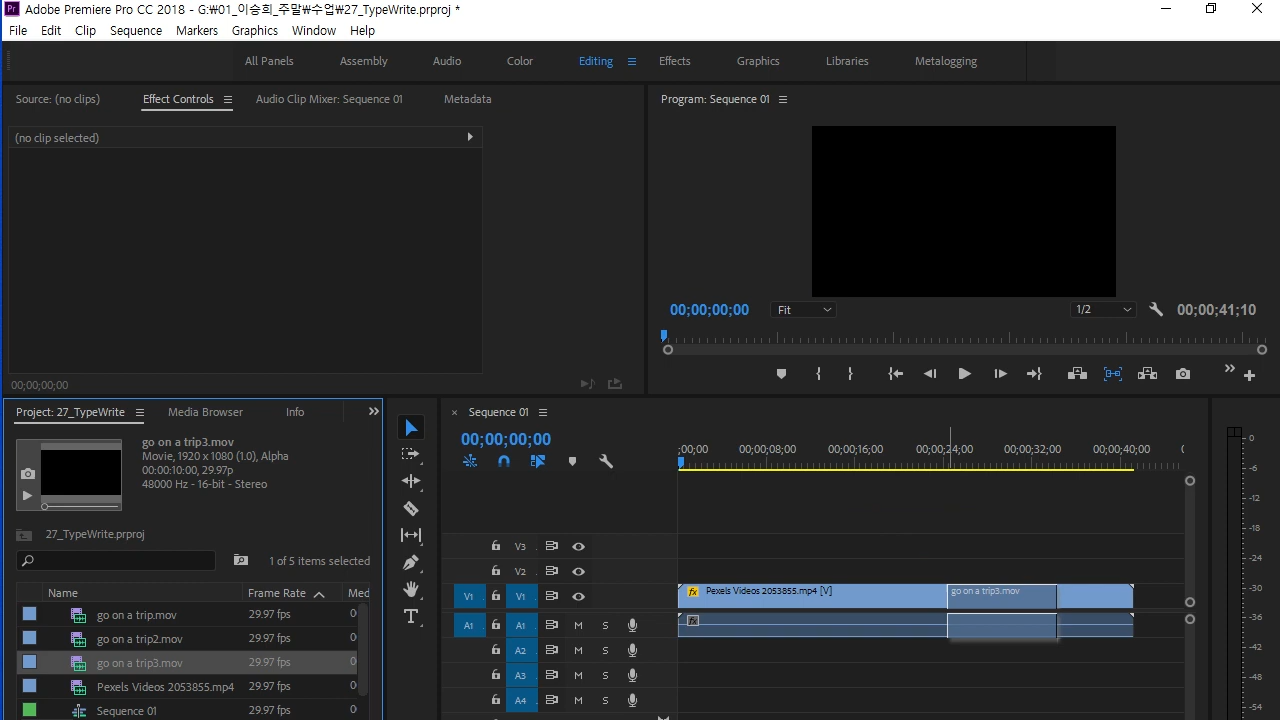 Pr Adobe Premiere Pro CC 2018 - G:₩01_이승희_주말₩수업₩27_TypeWrite.prproj *
File Edit Clip Sequence Markers Graphics Window Help
All Panels Assembly Audio Color Editing Effects Graphics Libraries Metalogging
Source: (no clips) Effect Controls Audio Clip Mixer: Sequence 01 Metadata
(no clip selected)
00;00;00;00
Program: Sequence 01
00;00;00;00 Fit 1/2 00;00;41;10
Project: 27_TypeWrite Media Browser Info
go on a trip3.mov
Movie, 1920 x 1080 (1.0), Alpha
00:00:10:00, 29.97p
48000 Hz - 16-bit - Stereo
27_TypeWrite.prproj
1 of 5 items selected
Name Frame Rate Med
go on a trip.mov 29.97 fps 0
go on a trip2.mov 29.97 fps 0
go on a trip3.mov 29.97 fps 0
Pexels Videos 2053855.mp4 29.97 fps 0
Sequence 01 29.97 fps 0
T
× Sequence 01
00;00;00;00
;00;00 00;00;08;00 00;00;16;00 00;00;24;00 00;00;32;00 00;00;40;00
V3
V2
V1 V1 fx Pexels Videos 2053855.mp4 [V] go on a trip3.mov
A1 A1 M S fx
A2 M S
A3 M S
A4 M S
0
-6
-12
-18
-24
-30
-36
-42
-48
-54